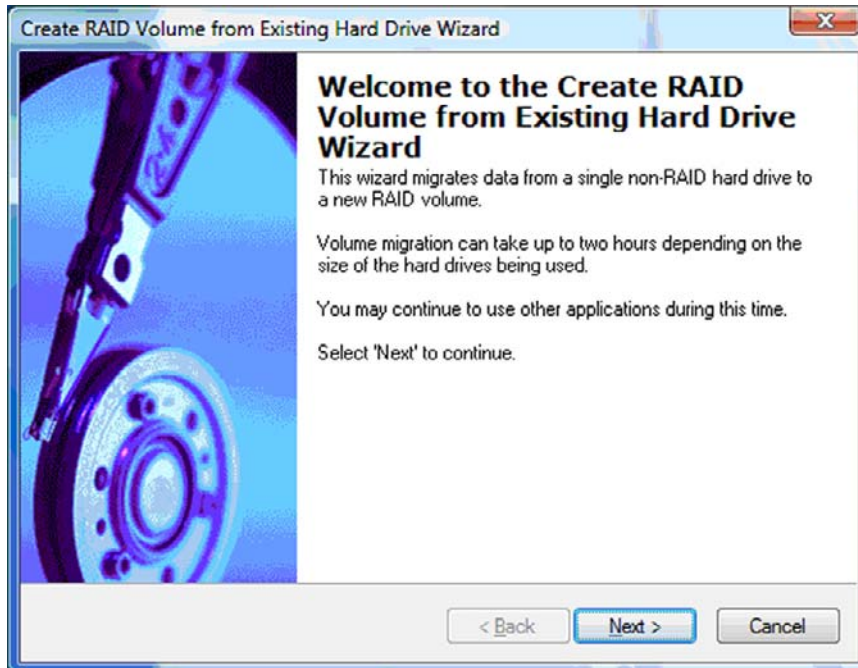 Create RAID Volume from Existing Hard Drive Wizard
Welcome to the Create RAID
Volume from Existing Hard Drive
Wizard
This wizard migrates data from a single non-RAID hard drive to
a new RAID volume.
Volume migration can take up to two hours depending on the
size of the hard drives being used.
You may continue to use other applications during this time.
Select 'Next' to continue.
< Back
Next >
Cancel